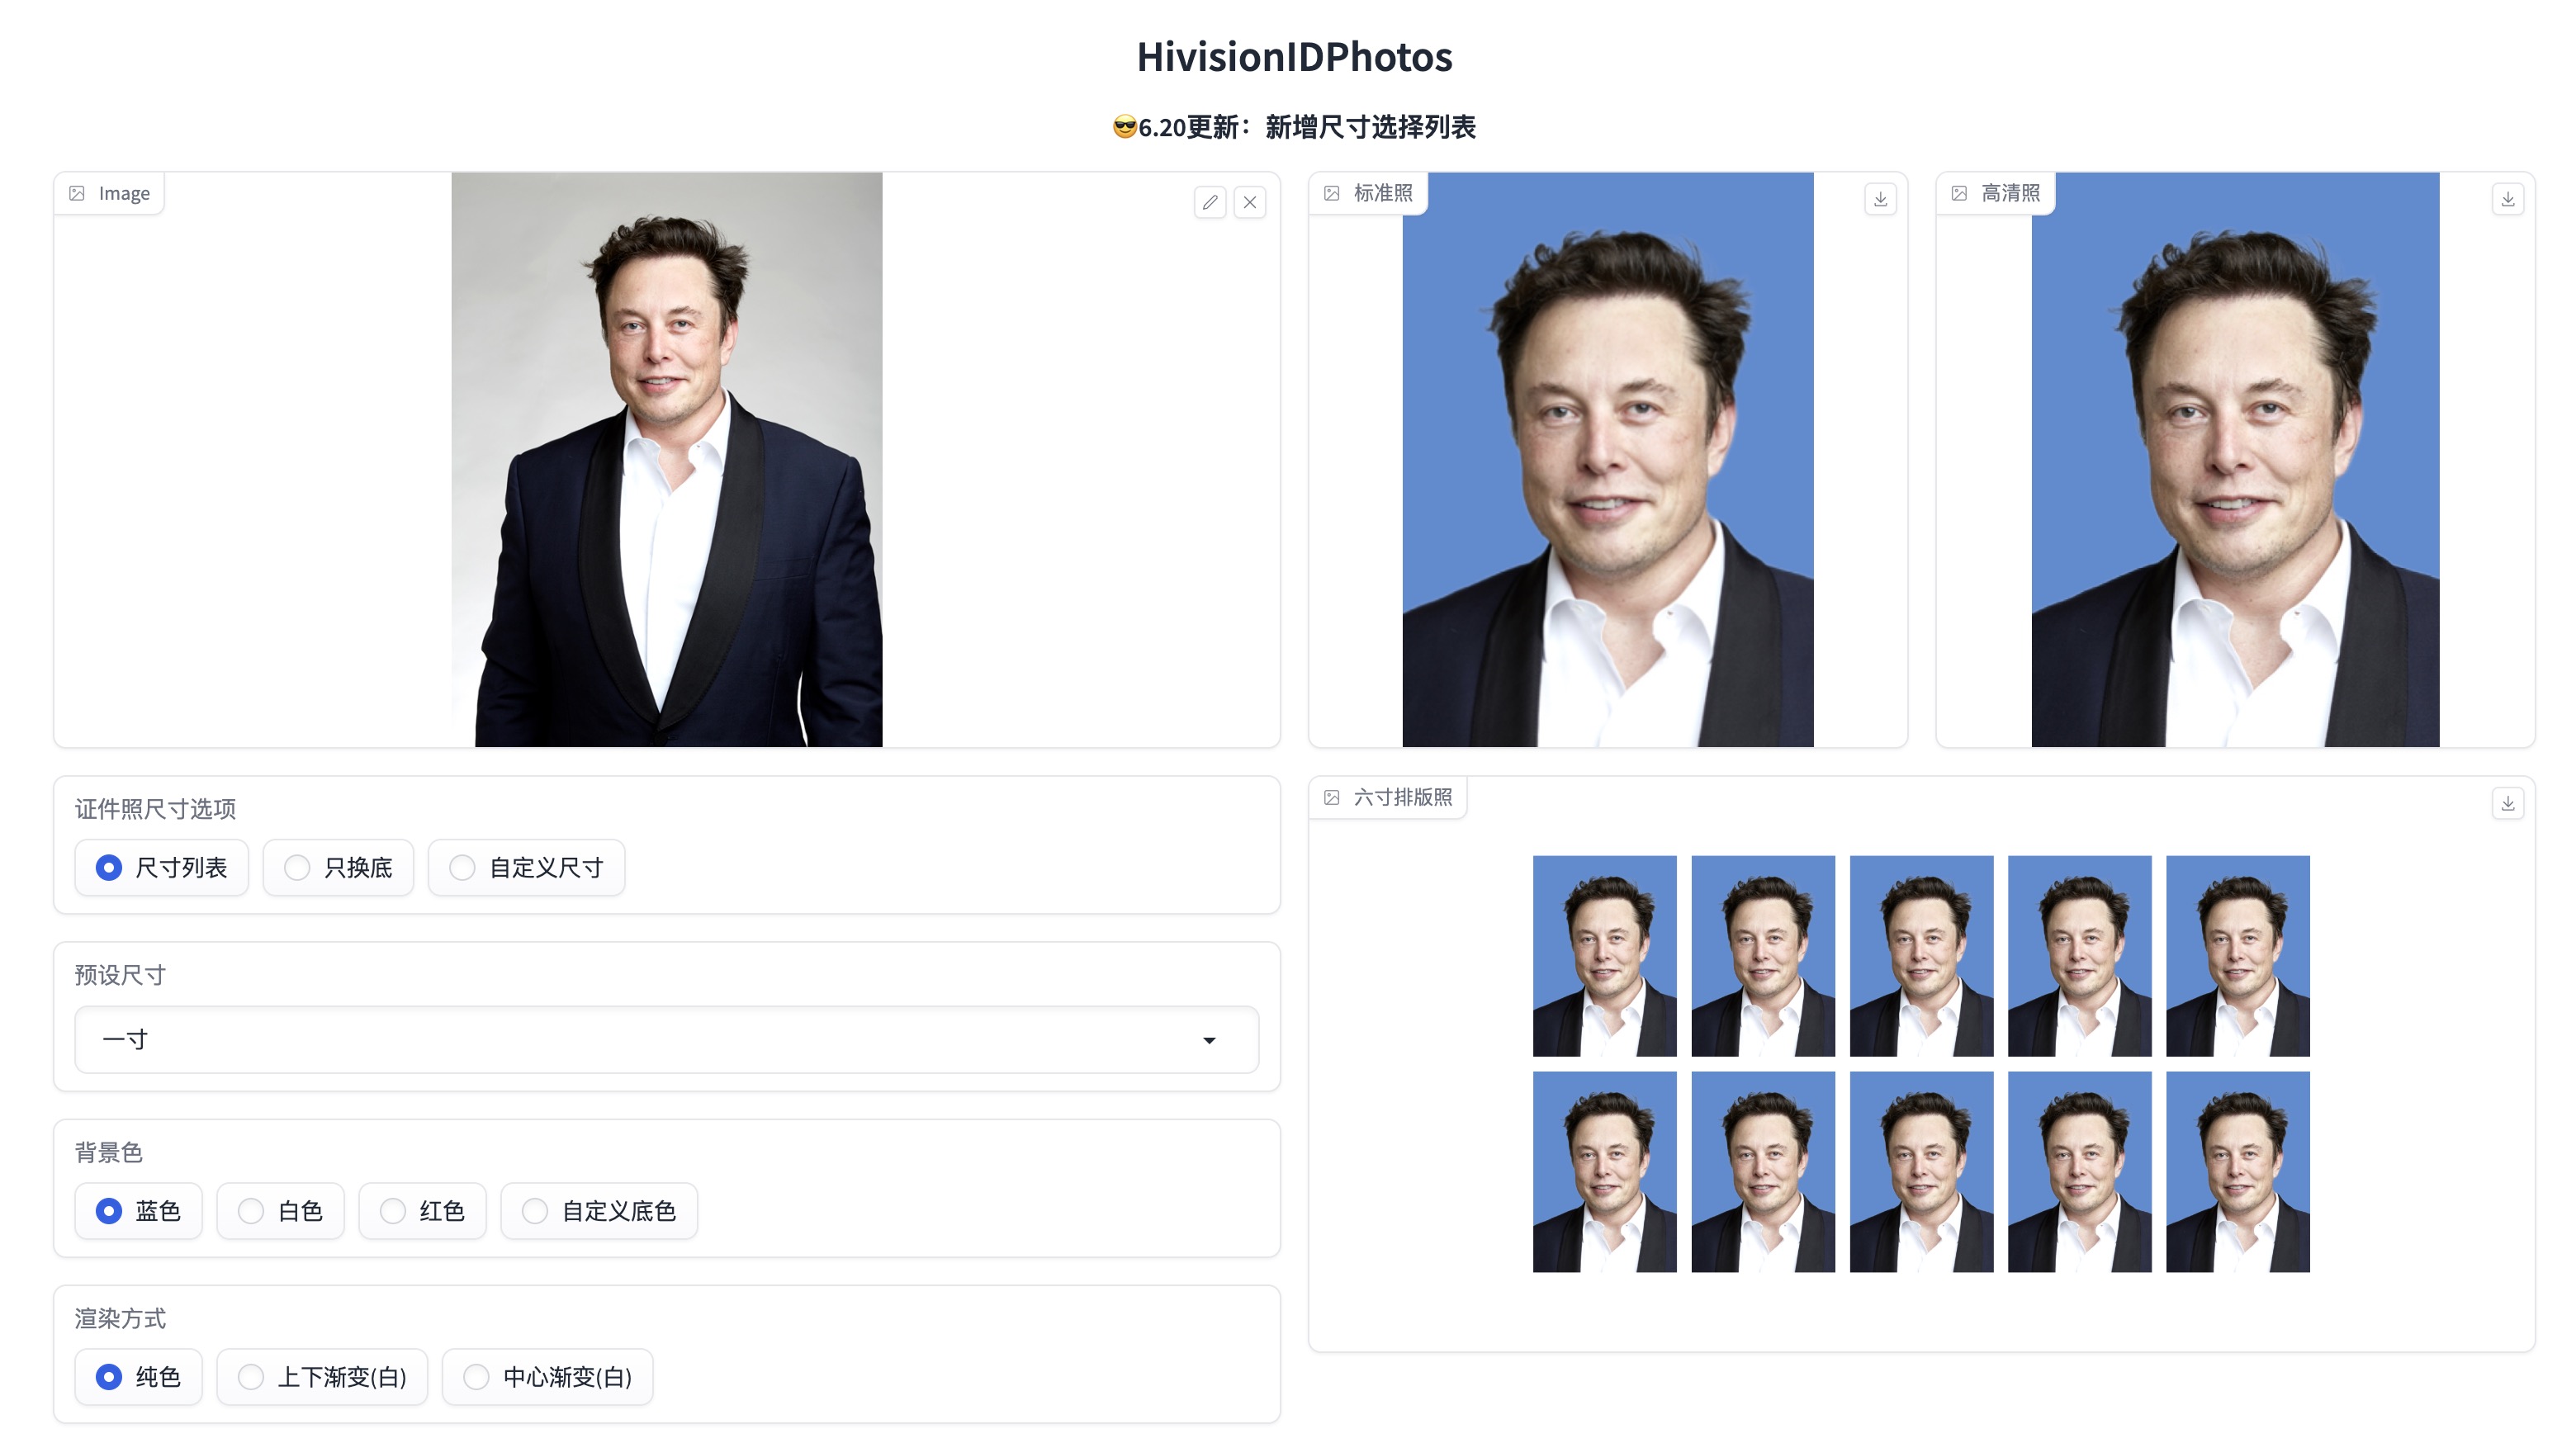 HivisionIDPhotos
😎6.20更新：新增尺寸选择列表
Image
标准照
高清照
证件照尺寸选项
尺寸列表
只换底
自定义尺寸
预设尺寸
一寸
背景色
蓝色
白色
红色
自定义底色
渲染方式
纯色
上下渐变(白)
中心渐变(白)
六寸排版照